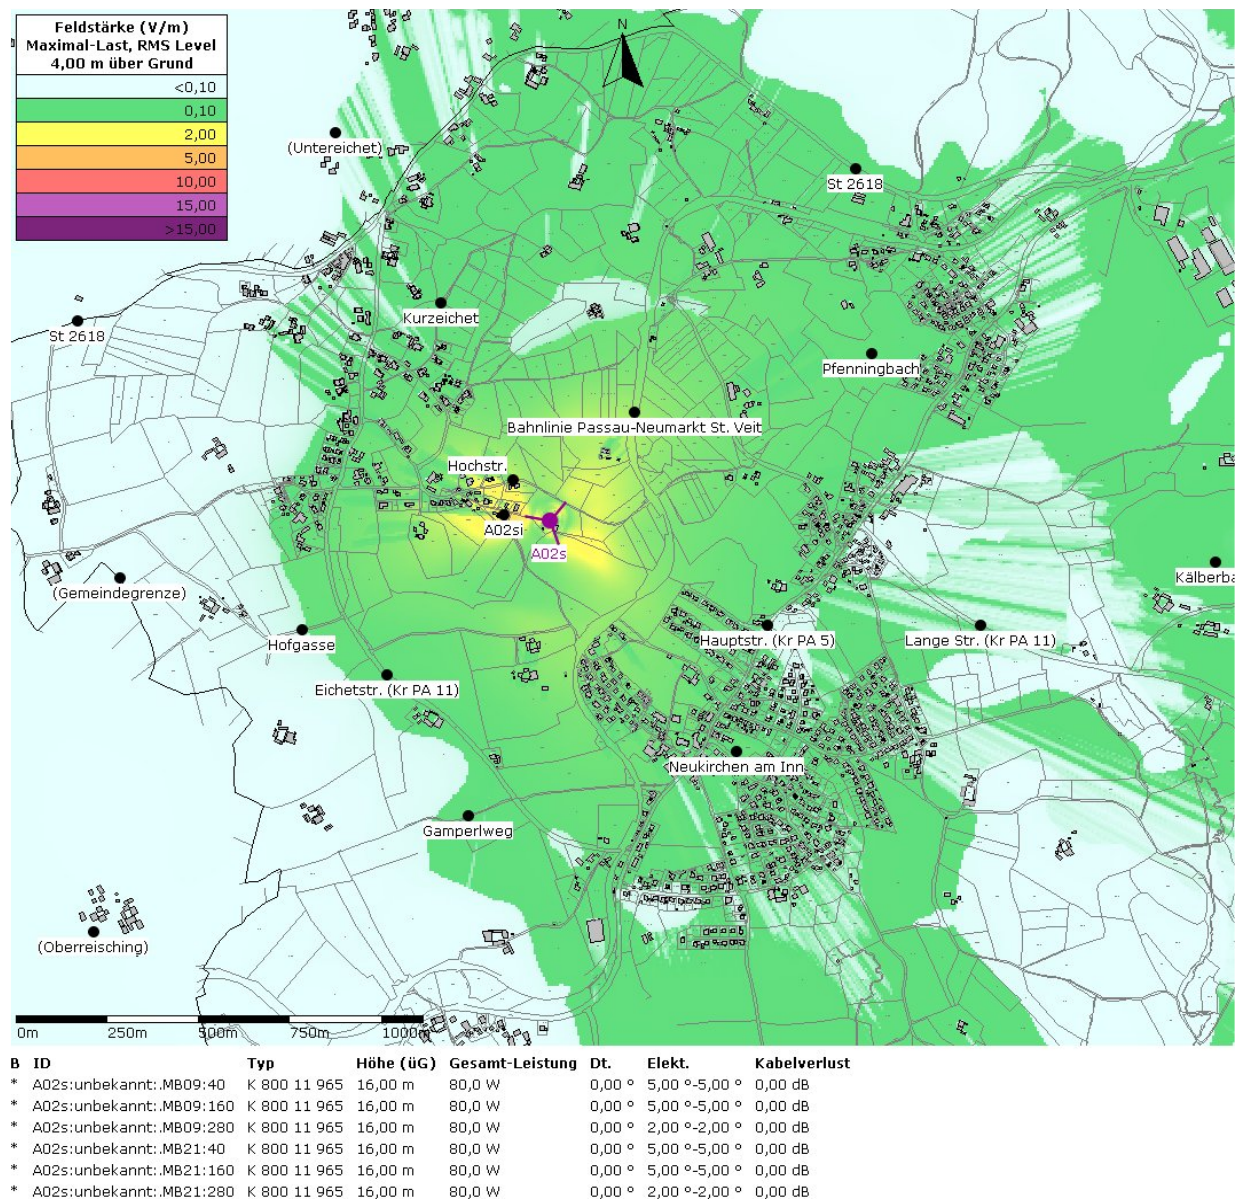 Feldstärke (V/m)
Maximal-Last, RMS Level
4,00 m über Grund
<0,10
0,10
2,00
5,00
10,00
15,00
>15,00
N
(Untereichet)
St 2618
Kurzeichet
St 2618
Pfenningbach
Bahnlinie Passau-Neumarkt St. Veit
Hochstr.
A02si
A02s
(Gemeindegrenze)
Kälberba
Hofgasse
Hauptstr. (Kr PA 5)
Lange Str. (Kr PA 11)
Eichetstr. (Kr PA 11)
Neukirchen am Inn
Gamperlweg
(Oberreisching)
0m 250m 500m 750m 1000m
B ID Typ Höhe (üG) Gesamt-Leistung Dt. Elekt. Kabelverlust
* A02s:unbekannt:.MB09:40 K 800 11 965 16,00 m 80,0 W 0,00 ° 5,00 °-5,00 ° 0,00 dB
* A02s:unbekannt:.MB09:160 K 800 11 965 16,00 m 80,0 W 0,00 ° 5,00 °-5,00 ° 0,00 dB
* A02s:unbekannt:.MB09:280 K 800 11 965 16,00 m 80,0 W 0,00 ° 2,00 °-2,00 ° 0,00 dB
* A02s:unbekannt:.MB21:40 K 800 11 965 16,00 m 80,0 W 0,00 ° 5,00 °-5,00 ° 0,00 dB
* A02s:unbekannt:.MB21:160 K 800 11 965 16,00 m 80,0 W 0,00 ° 5,00 °-5,00 ° 0,00 dB
* A02s:unbekannt:.MB21:280 K 800 11 965 16,00 m 80,0 W 0,00 ° 2,00 °-2,00 ° 0,00 dB